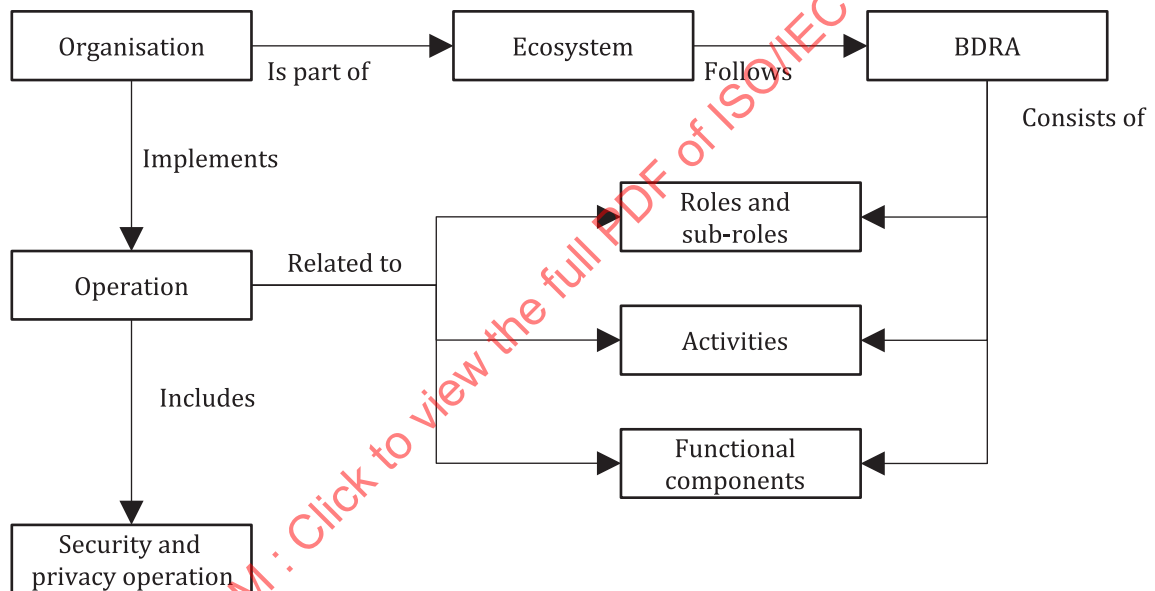 Organisation
Ecosystem
BDRA
Is part of
Follows
Consists of
Implements
Roles and
sub-roles
Operation
Related to
Activities
Includes
Functional
components
Security and
privacy operation
M : Click to view the full PDF of ISO/IEC